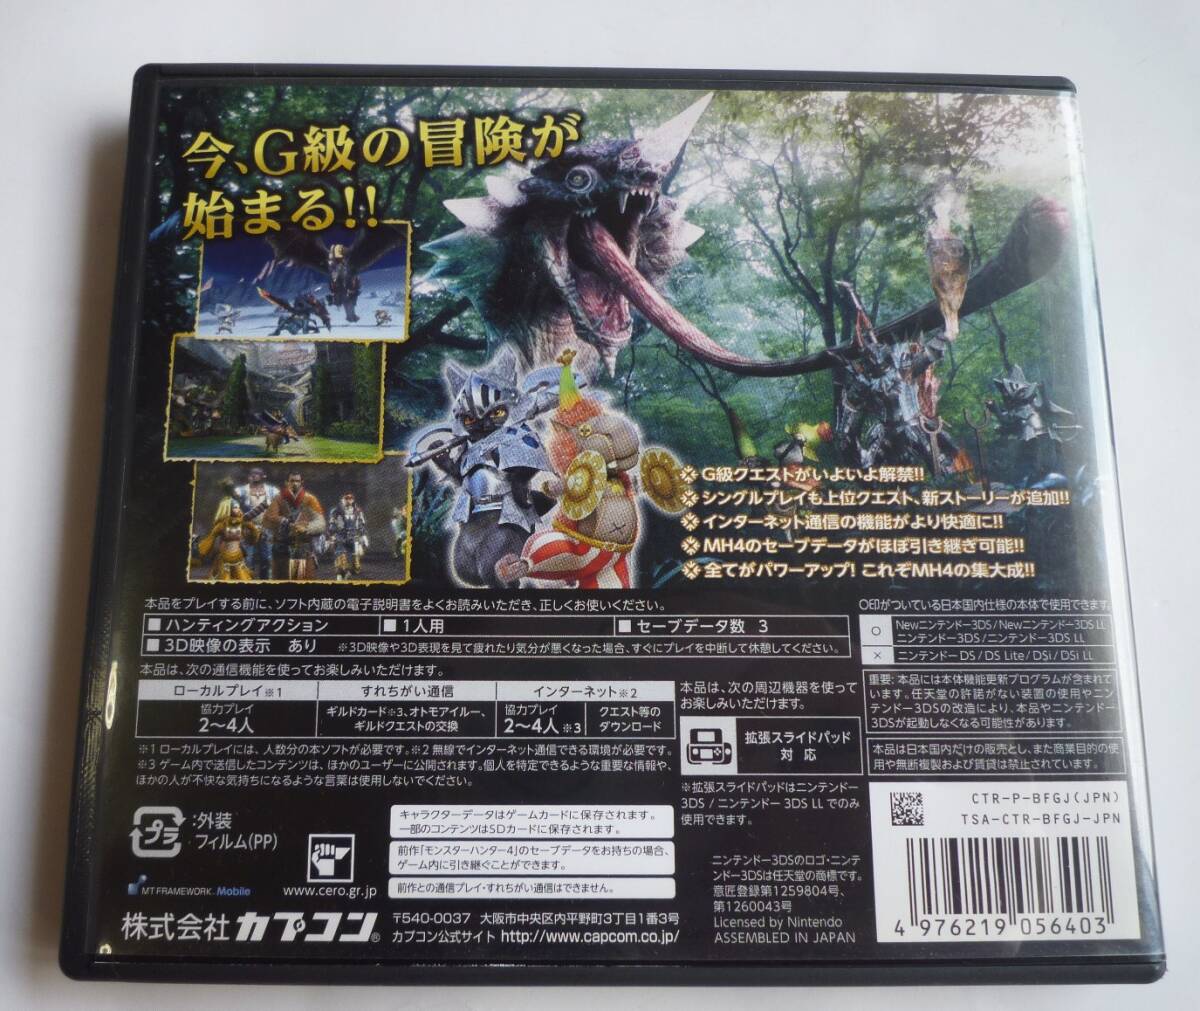 今、G級の冒険が
始まる!!
G級クエストがいよいよ解禁!!
シングルプレイも上位クエスト、新ストーリーが追加!!
インターネット通信の機能がより快適に!!
MH4のセーブデータがほぼ引き継ぎ可能!!
全てがパワーアップ! これぞMH4の集大成!!
本品をプレイする前に、ソフト内蔵の電子説明書をよくお読みいただき、正しくお使いください。
■ ハンティングアクション
■ 1人用
■ セーブデータ数 3
■ 3D映像の表示 あり ※3D映像や3D表現を見て疲れたり気分が悪くなった場合、すぐにプレイを中断して休憩してください。
本品は、次の通信機能を使ってお楽しみいただけます。
ローカルプレイ※1
すれちがい通信
インターネット※2
協力プレイ
2〜4人
ギルドカード※3、オトモアイルー、
ギルドクエストの交換
協力プレイ
2〜4人※3
クエスト等の
ダウンロード
※1 ローカルプレイには、人数分の本ソフトが必要です。※2 無線でインターネット通信できる環境が必要です。
※3 ゲーム内で送信したコンテンツは、ほかのユーザーに公開されます。個人を特定できるような重要な情報や、
ほかの人が不快な気持ちになるような言葉は使用しないでください。
本品は、次の周辺機器を使って
お楽しみいただけます。
拡張スライドパッド
対 応
※拡張スライドパッドはニンテンドー
3DS / ニンテンドー3DS LL でのみ
使用できます。
○印がついている日本国内仕様の本体で使用できます。
○
Newニンテンドー3DS / Newニンテンドー3DS LL
ニンテンドー3DS / ニンテンドー3DS LL
×
ニンテンドーDS / DS Lite / DSi / DSi LL
重要: 本品には本体機能更新プログラムが含まれて
います。任天堂の許諾がない装置の使用やニン
テンドー3DSの改造により、本品やニンテンドー
3DSが起動しなくなる可能性があります。
本品は日本国内だけの販売とし、また商業目的の使
用や無断複製および賃貸は禁止されています。
プラ
:外装
フィルム(PP)
www.cero.gr.jp
キャラクターデータはゲームカードに保存されます。
一部のコンテンツはSDカードに保存されます。
前作『モンスターハンター4』のセーブデータをお持ちの場合、
ゲーム内に引き継ぐことができます。
前作との通信プレイ・すれちがい通信はできません。
MT FRAMEWORK Mobile
株式会社 カプコン®
〒540-0037 大阪市中央区内平野町3丁目1番3号
カプコン公式サイト http://www.capcom.co.jp/
ニンテンドー3DSのロゴ・ニンテ
ンドー3DSは任天堂の商標です。
意匠登録第1259804号、
第1260043号
Licensed by Nintendo
ASSEMBLED IN JAPAN
CTR-P-BFGJ(JPN)
TSA-CTR-BFGJ-JPN
4 976219 056403